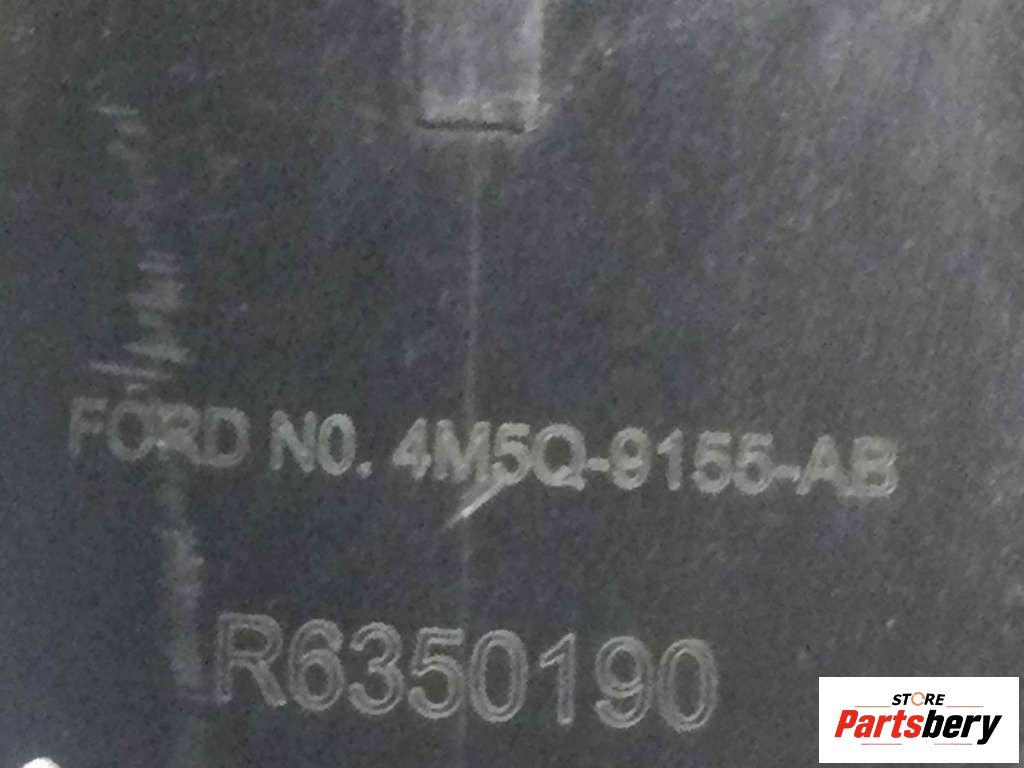 FORD NO. 4M5Q-9155-AB
R6350190
STORE
Partsbery